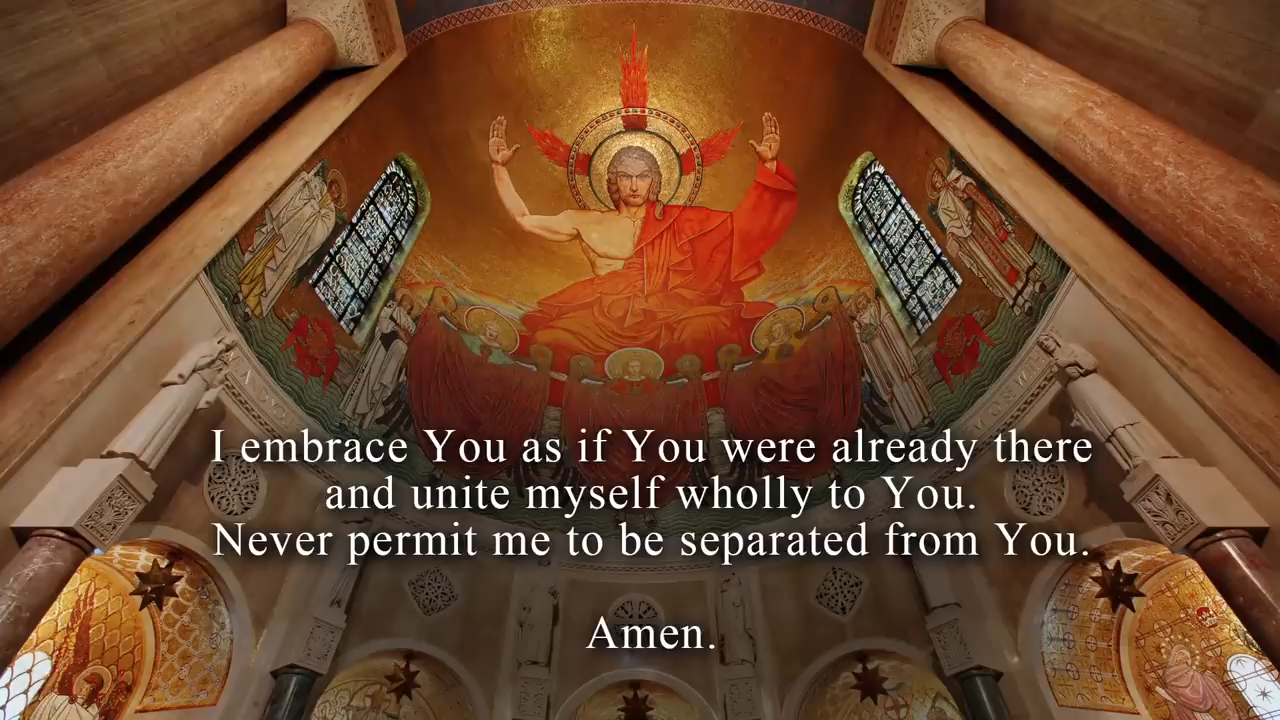 I embrace You as if You were already there
and unite myself wholly to You.
Never permit me to be separated from You.
Amen.